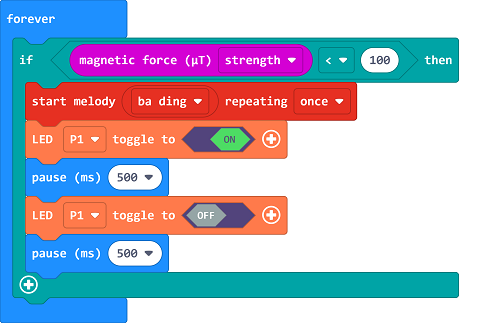 forever
if magnetic force (µT) strength < 100 then
start melody ba ding repeating once
LED P1 toggle to ON
pause (ms) 500
LED P1 toggle to OFF
pause (ms) 500